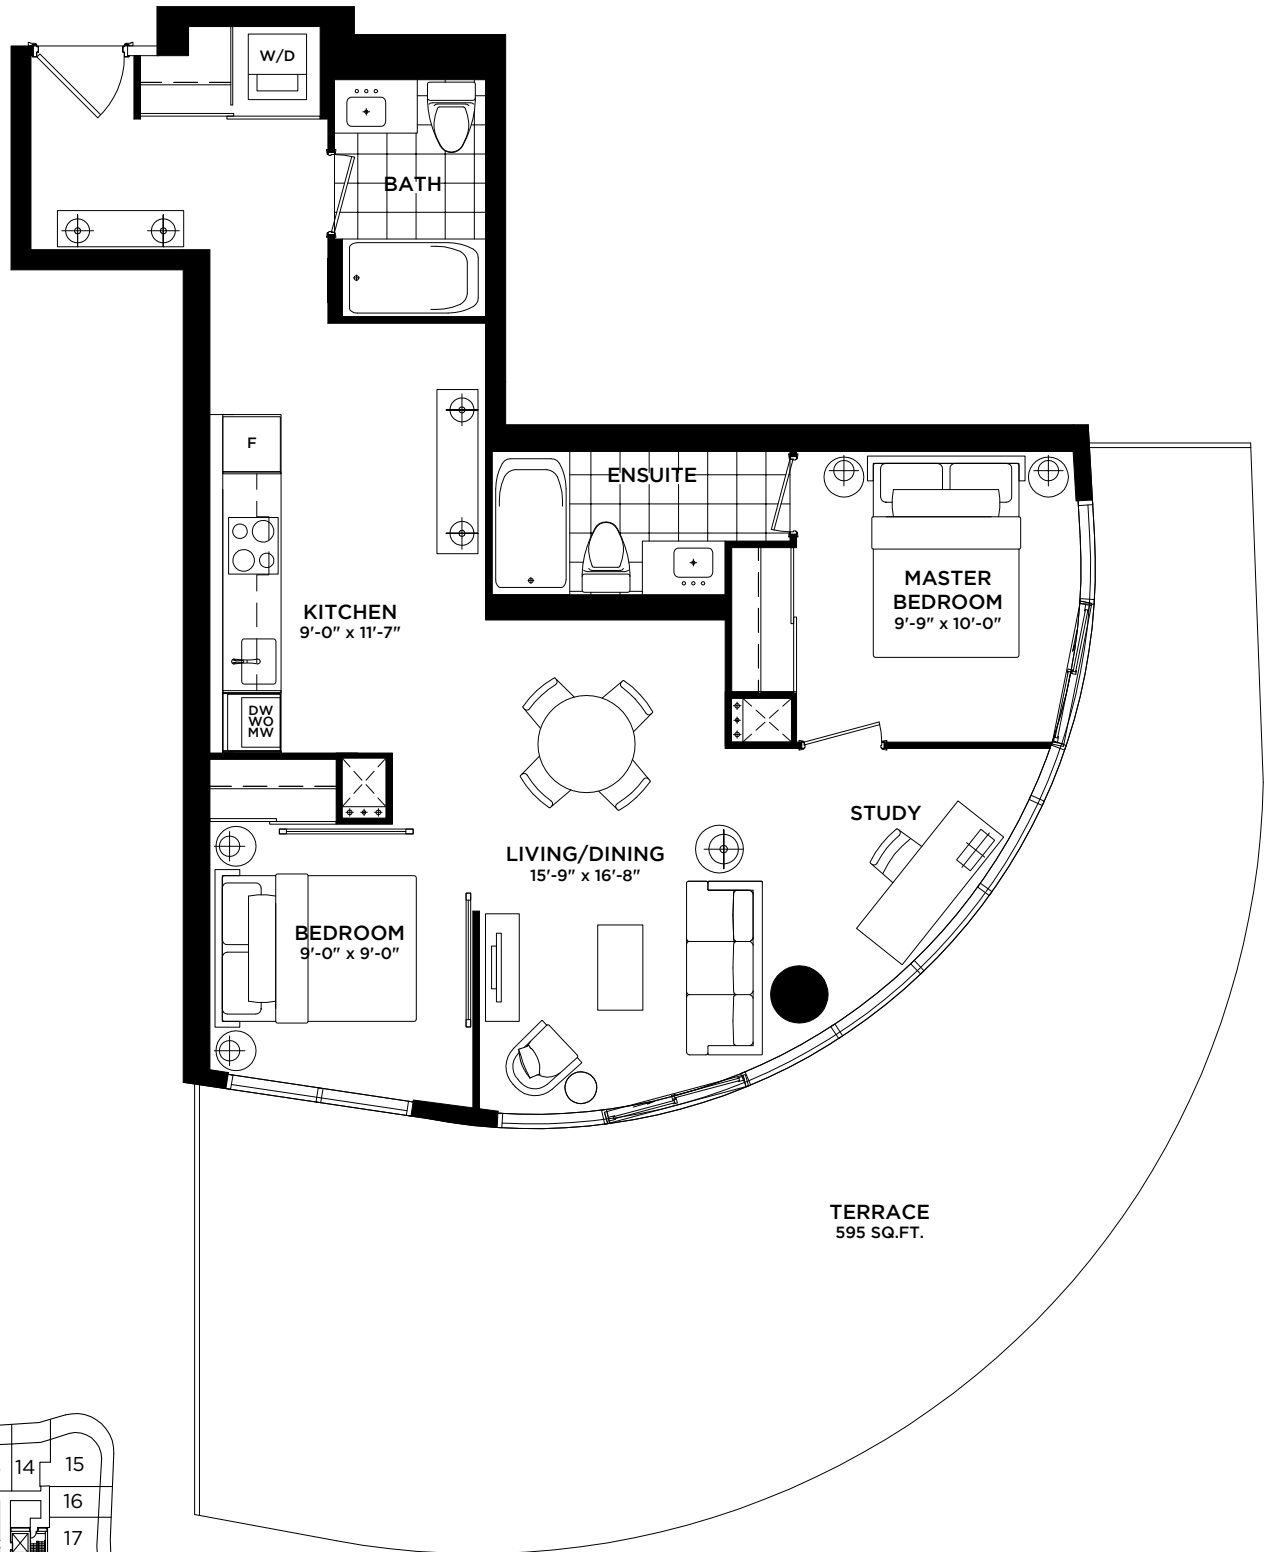 W/D
BATH
F
ENSUITE
MASTER
BEDROOM
9'-9" x 10'-0"
KITCHEN
9'-0" x 11'-7"
DW
WO
MW
STUDY
LIVING/DINING
15'-9" x 16'-8"
BEDROOM
9'-0" x 9'-0"
TERRACE
595 SQ.FT.
14 15
16
17